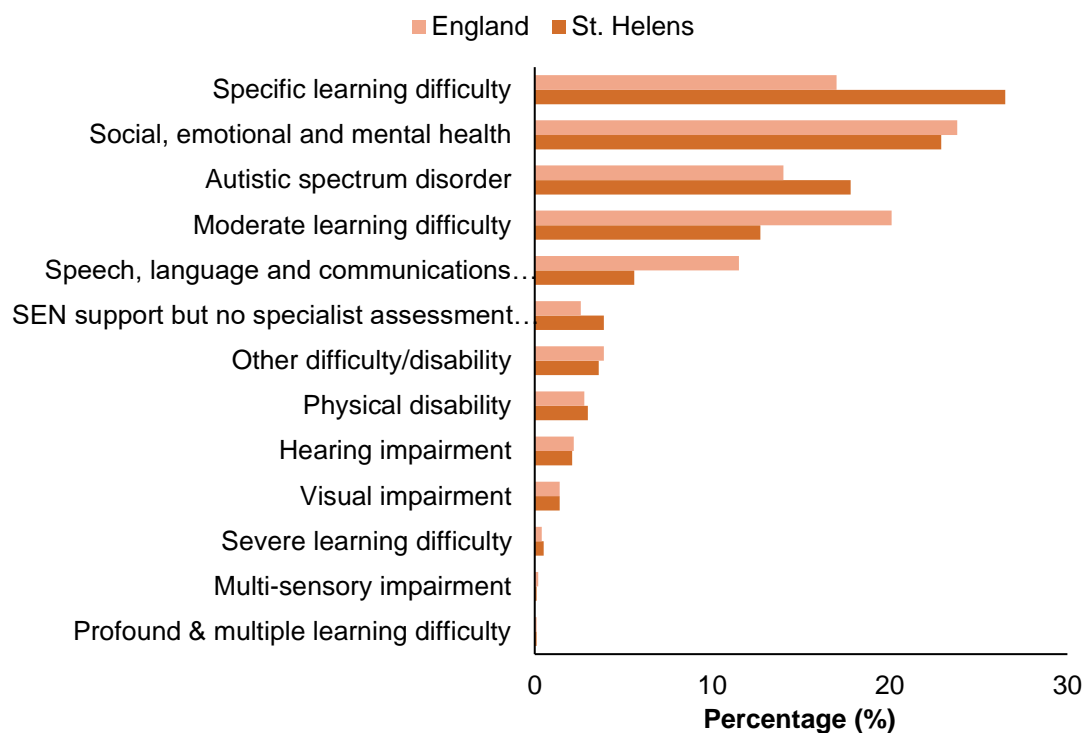 England St. Helens
Specific learning difficulty
Social, emotional and mental health
Autistic spectrum disorder
Moderate learning difficulty
Speech, language and communications…
SEN support but no specialist assessment…
Other difficulty/disability
Physical disability
Hearing impairment
Visual impairment
Severe learning difficulty
Multi-sensory impairment
Profound & multiple learning difficulty
0 10 20 30
Percentage (%)